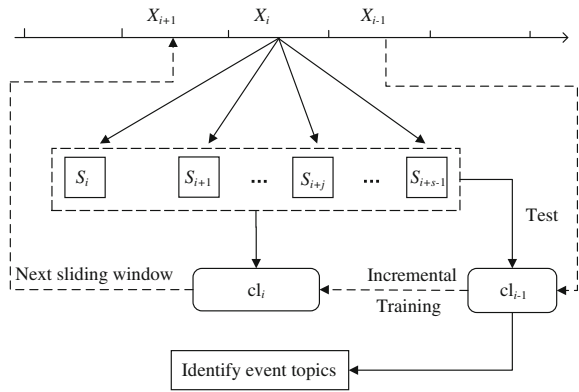 X_{i+1} X_i X_{i-1}
S_i S_{i+1} ... S_{i+j} ... S_{i+s-1}
Test
Next sliding window
cl_i
Incremental
Training
cl_{i-1}
Identify event topics